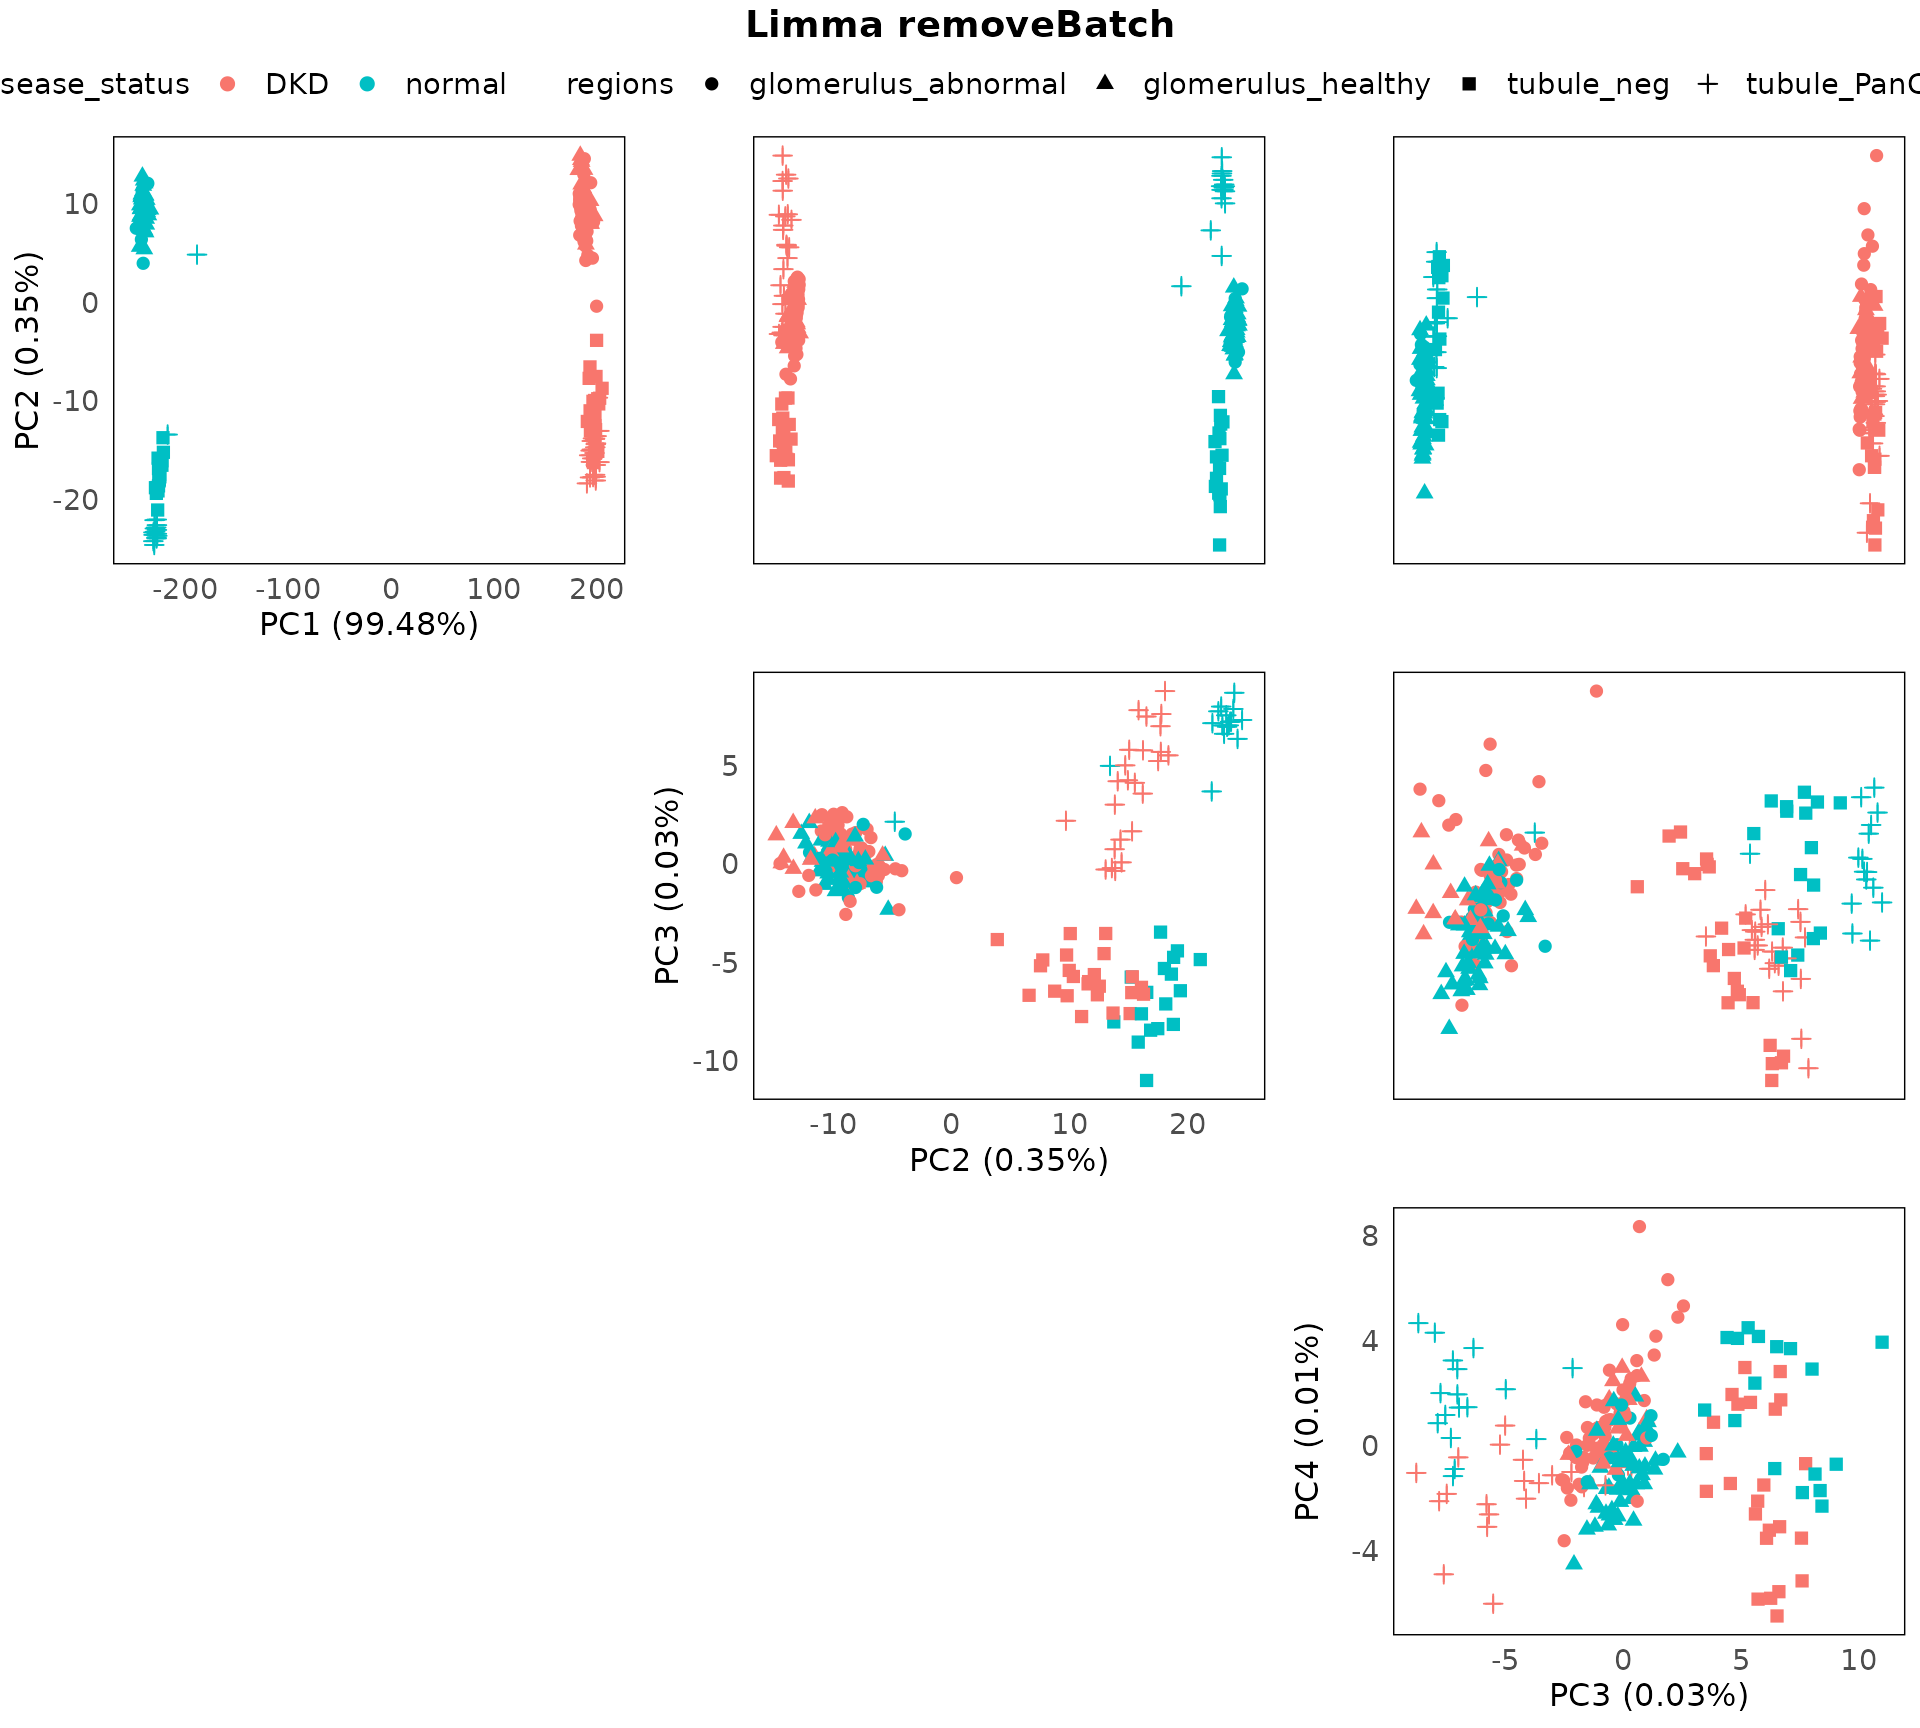 Limma removeBatch
sease_status DKD normal regions glomerulus_abnormal glomerulus_healthy tubule_neg tubule_PanC
10
0
-10
-20
PC2 (0.35%)
-200 -100 0 100 200
PC1 (99.48%)
5
0
-5
-10
PC3 (0.03%)
-10 0 10 20
PC2 (0.35%)
8
4
0
-4
PC4 (0.01%)
-5 0 5 10
PC3 (0.03%)